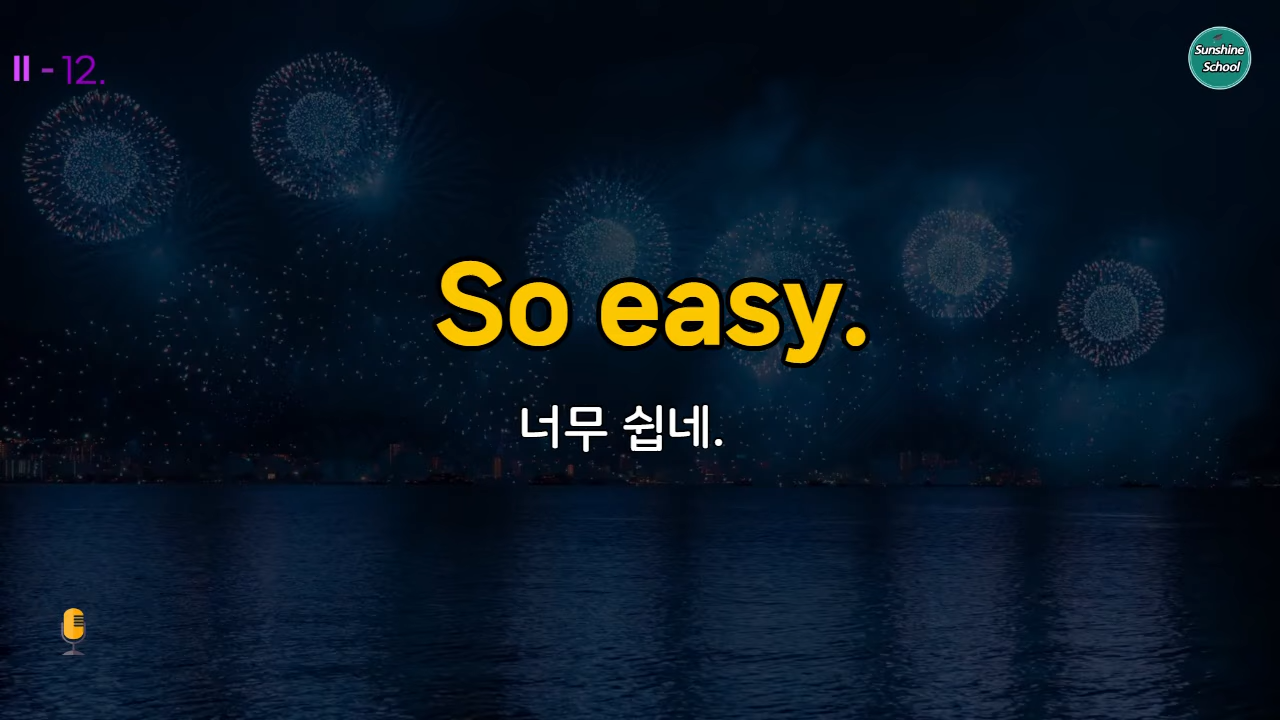 II - 12.
Sunshine
School
So easy.
너무 쉽네.